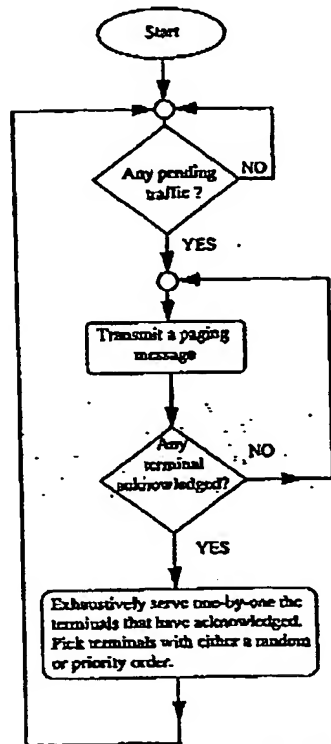 Start
Any pending
traffic ?
NO
YES
Transmit a paging
message
Any
terminal
acknowledged?
NO
YES
Exhaustively serve one-by-one the
terminals that have acknowledged.
Pick terminals with either a random
or priority order.